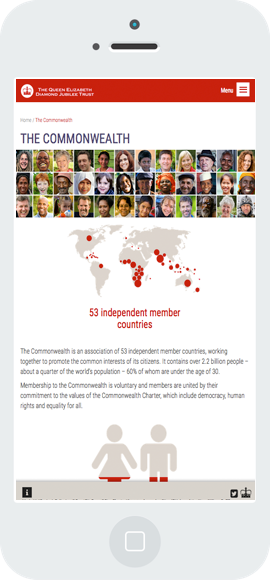 THE QUEEN ELIZABETH
DIAMOND JUBILEE TRUST
Menu
Home / The Commonwealth
THE COMMONWEALTH
53 independent member
countries
The Commonwealth is an association of 53 independent member countries, working
together to promote the common interests of its citizens. It contains over 2.2 billion people –
about a quarter of the world's population – 60% of whom are under the age of 30.
Membership to the Commonwealth is voluntary and members are united by their
commitment to the values of the Commonwealth Charter, which include democracy, human
rights and equality for all.
i